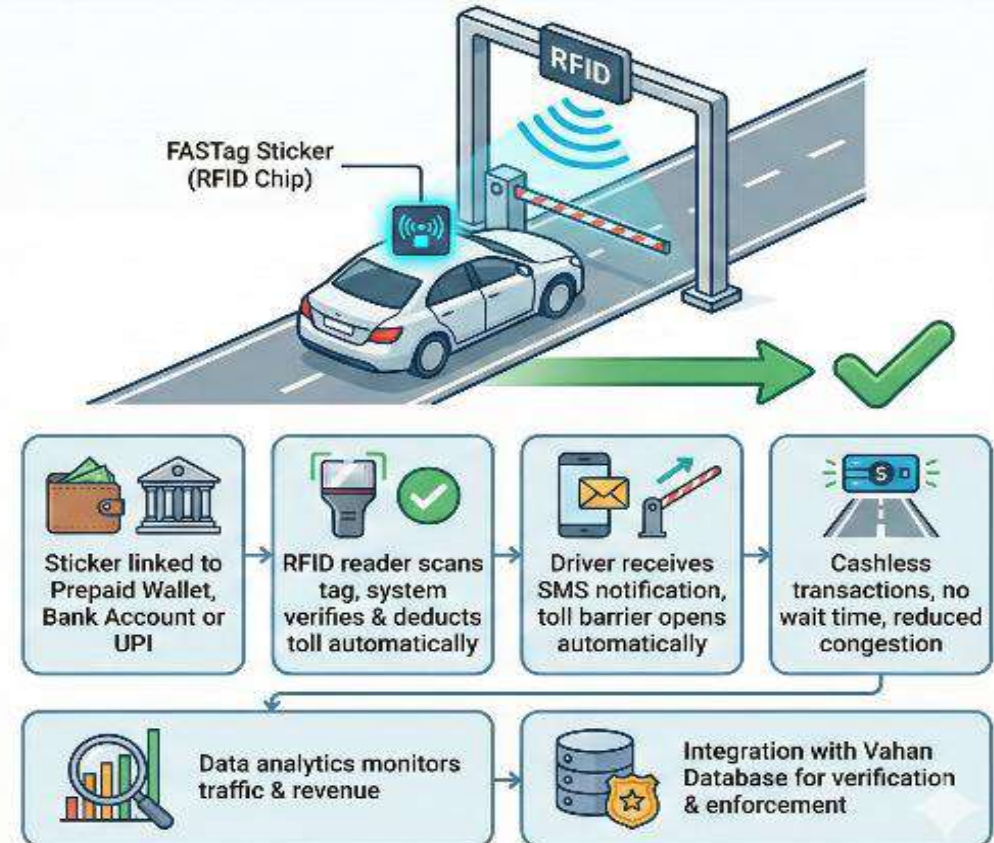 RFID
FASTag Sticker
(RFID Chip)
Sticker linked to
Prepaid Wallet,
Bank Account or
UPI
RFID reader scans
tag, system
verifies & deducts
toll automatically
Driver receives
SMS notification,
toll barrier opens
automatically
$
Cashless
transactions, no
wait time, reduced
congestion
Data analytics monitors
traffic & revenue
Integration with Vahan
Database for verification
& enforcement